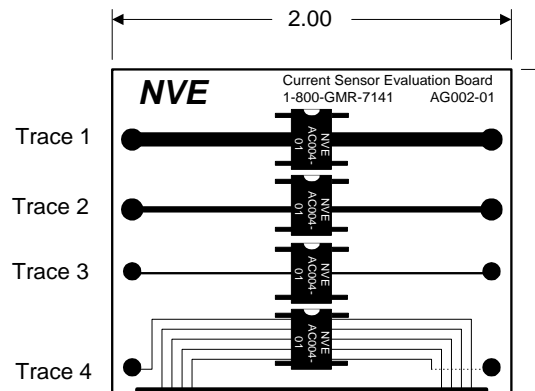 2.00
NVE
Current Sensor Evaluation Board
1-800-GMR-7141 AG002-01
Trace 1
NVE
AC004-
01
Trace 2
NVE
AC004-
01
Trace 3
NVE
AC004-
01
Trace 4
NVE
AC004-
01